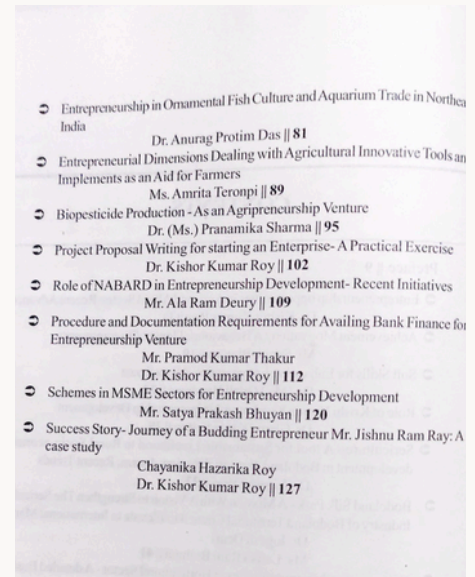 ➲ Entrepreneurship in Ornamental Fish Culture and Aquarium Trade in Northea
India
Dr. Anurag Protim Das || 81
➲ Entrepreneurial Dimensions Dealing with Agricultural Innovative Tools an
Implements as an Aid for Farmers
Ms. Amrita Teronpi || 89
➲ Biopesticide Production - As an Agripreneurship Venture
Dr. (Ms.) Pranamika Sharma || 95
➲ Project Proposal Writing for starting an Enterprise- A Practical Exercise
Dr. Kishor Kumar Roy || 102
➲ Role of NABARD in Entrepreneurship Development- Recent Initiatives
Mr. Ala Ram Deury || 109
➲ Procedure and Documentation Requirements for Availing Bank Finance for
Entrepreneurship Venture
Mr. Pramod Kumar Thakur
Dr. Kishor Kumar Roy || 112
➲ Schemes in MSME Sectors for Entrepreneurship Development
Mr. Satya Prakash Bhuyan || 120
➲ Success Story- Journey of a Budding Entrepreneur Mr. Jishnu Ram Ray: A
case study
Chayanika Hazarika Roy
Dr. Kishor Kumar Roy || 127